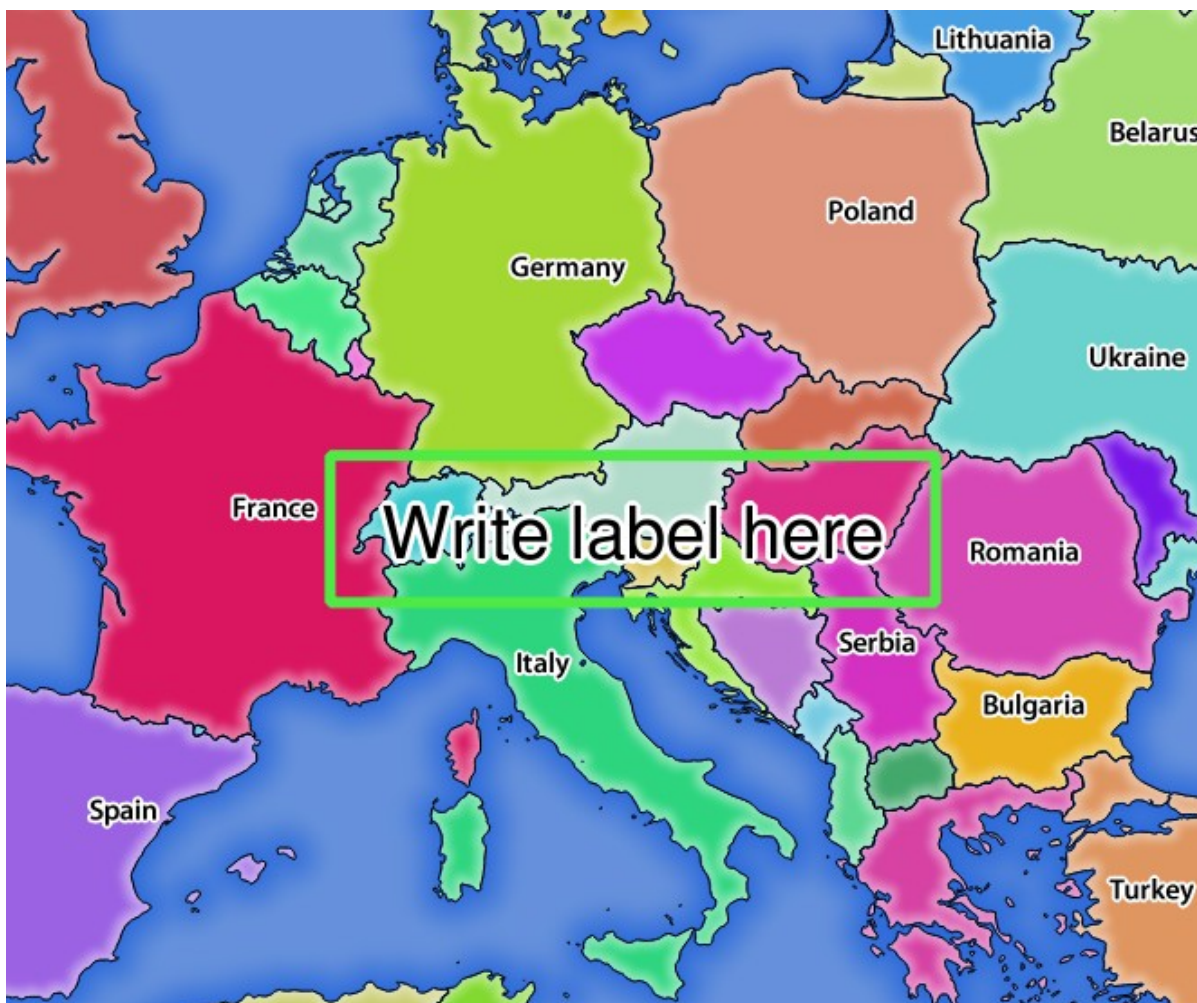 Lithuania
Belarus
Poland
Germany
Ukraine
France
Write label here
Romania
Serbia
Italy
Bulgaria
Spain
Turkey